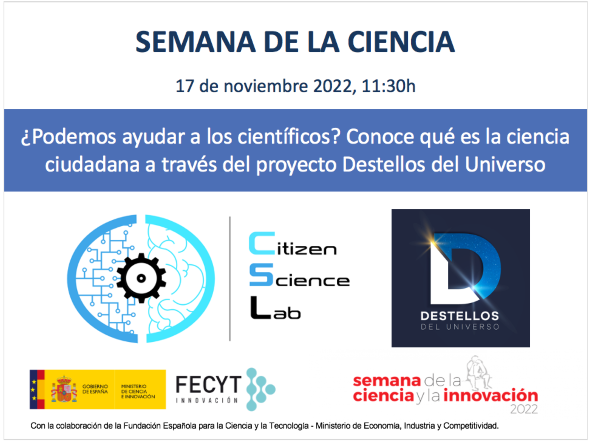 SEMANA DE LA CIENCIA
17 de noviembre 2022, 11:30h
¿Podemos ayudar a los científicos? Conoce qué es la ciencia
ciudadana a través del proyecto Destellos del Universo
Citizen
Science
Lab
D
DESTELLOS
DEL UNIVERSO
GOBIERNO
DE ESPAÑA
MINISTERIO
DE CIENCIA
E INNOVACIÓN
FECYT
INNOVACIÓN
semana de la
ciencia y la innovación
2022
Con la colaboración de la Fundación Española para la Ciencia y la Tecnología - Ministerio de Economía, Industria y Competitividad.